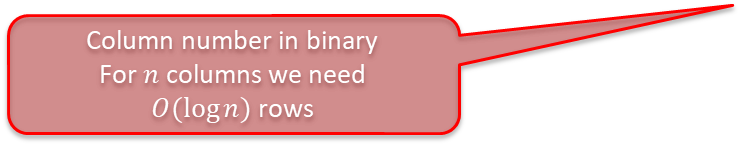 Column number in binary
For n columns we need
O(log n) rows